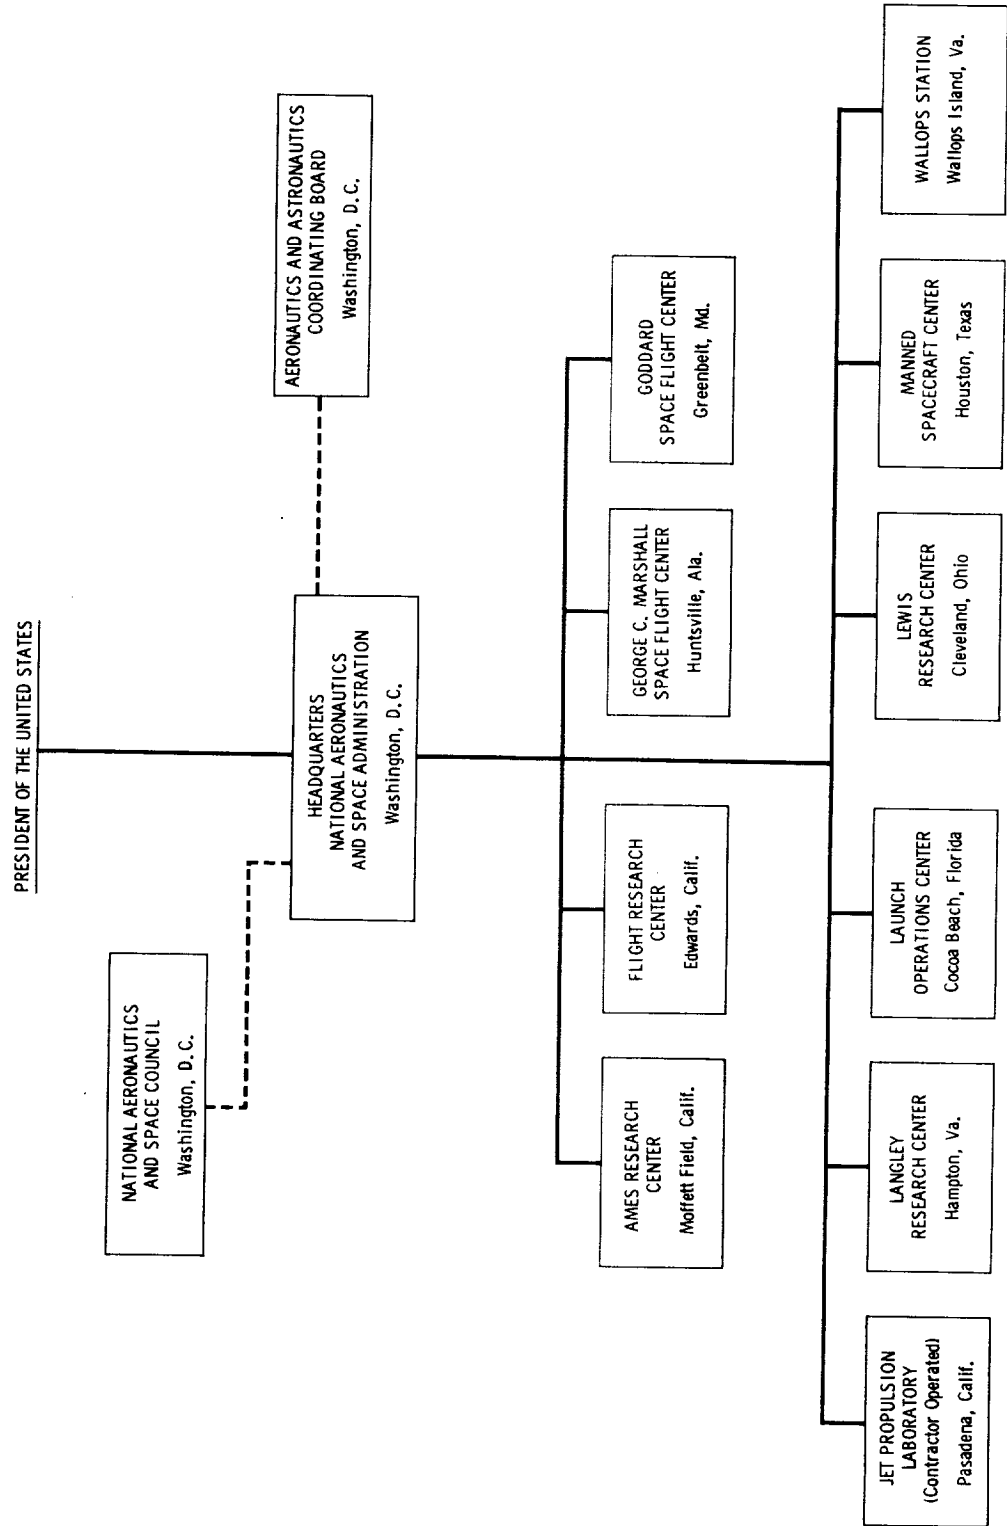 PRESIDENT OF THE UNITED STATES
NATIONAL AERONAUTICS
AND SPACE COUNCIL
Washington, D.C.
HEADQUARTERS
NATIONAL AERONAUTICS
AND SPACE ADMINISTRATION
Washington, D.C.
AERONAUTICS AND ASTRONAUTICS
COORDINATING BOARD
Washington, D.C.
AMES RESEARCH
CENTER
Moffett Field, Calif.
FLIGHT RESEARCH
CENTER
Edwards, Calif.
GEORGE C. MARSHALL
SPACE FLIGHT CENTER
Huntsville, Ala.
GODDARD
SPACE FLIGHT CENTER
Greenbelt, Md.
JET PROPULSION
LABORATORY
(Contractor Operated)
Pasadena, Calif.
LANGLEY
RESEARCH CENTER
Hampton, Va.
LAUNCH
OPERATIONS CENTER
Cocoa Beach, Florida
LEWIS
RESEARCH CENTER
Cleveland, Ohio
MANNED
SPACECRAFT CENTER
Houston, Texas
WALLOPS STATION
Wallops Island, Va.